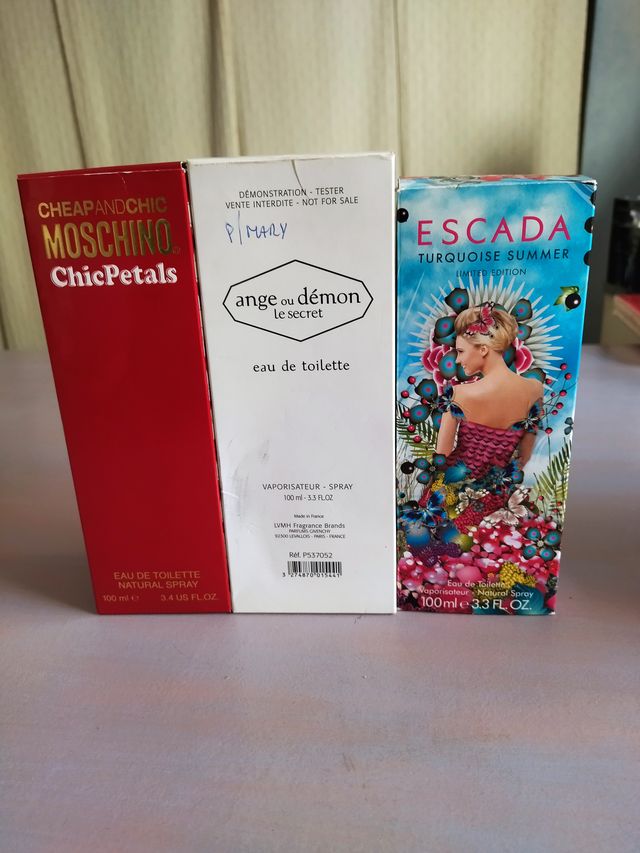 CHEAPANDCHIC
MOSCHINO
ChicPetals
EAU DE TOILETTE
NATURAL SPRAY
100 ml e 3.4 US FL.OZ.
DÉMONSTRATION - TESTER
VENTE INTERDITE - NOT FOR SALE
P/MARY
ange ou démon
le secret
eau de toilette
VAPORISATEUR - SPRAY
100 ml - 3.3 FL.OZ
Made in France
LVMH Fragrance Brands
PARFUMS GIVENCHY
92300 LEVALLOIS - PARIS - FRANCE
Réf. P537052
3 274870 015441
ESCADA
TURQUOISE SUMMER
LIMITED EDITION
Eau de Toilette
Vaporisateur - Natural Spray
100 ml e 3.3 FL. OZ.